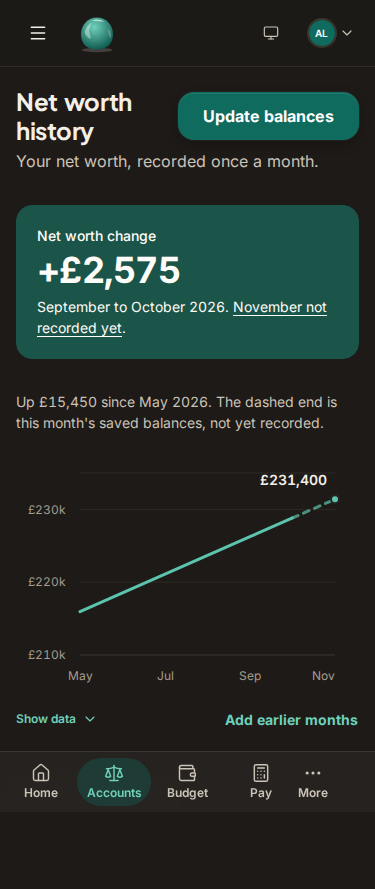 AL
Net worth
history
Update balances
Your net worth, recorded once a month.
Net worth change
+£2,575
September to October 2026. November not
recorded yet.
Up £15,450 since May 2026. The dashed end is
this month's saved balances, not yet recorded.
£231,400
£230k
£220k
£210k
May Jul Sep Nov
Show data
Add earlier months
Home Accounts Budget Pay More